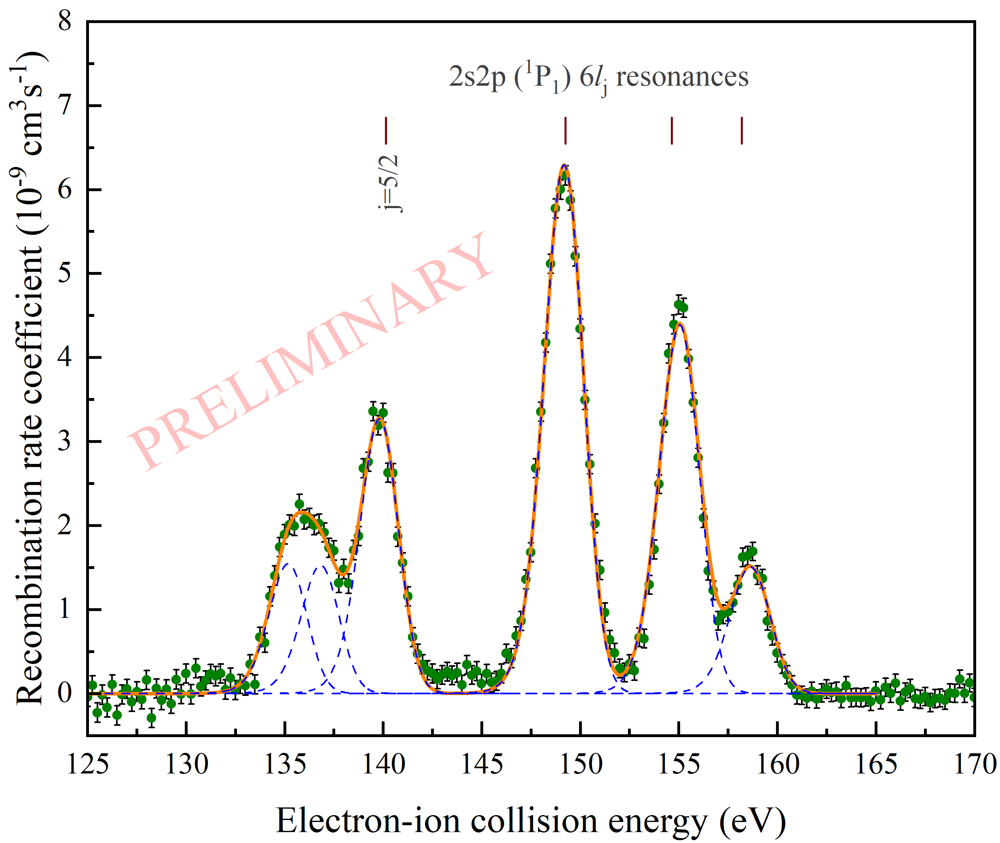 8
7
6
5
4
3
2
1
0
Recombination rate coefficient (10⁻⁹ cm³s⁻¹)
2s2p (¹P₁) 6lⱼ resonances
j=5/2
PRELIMINARY
125 130 135 140 145 150 155 160 165 170
Electron-ion collision energy (eV)